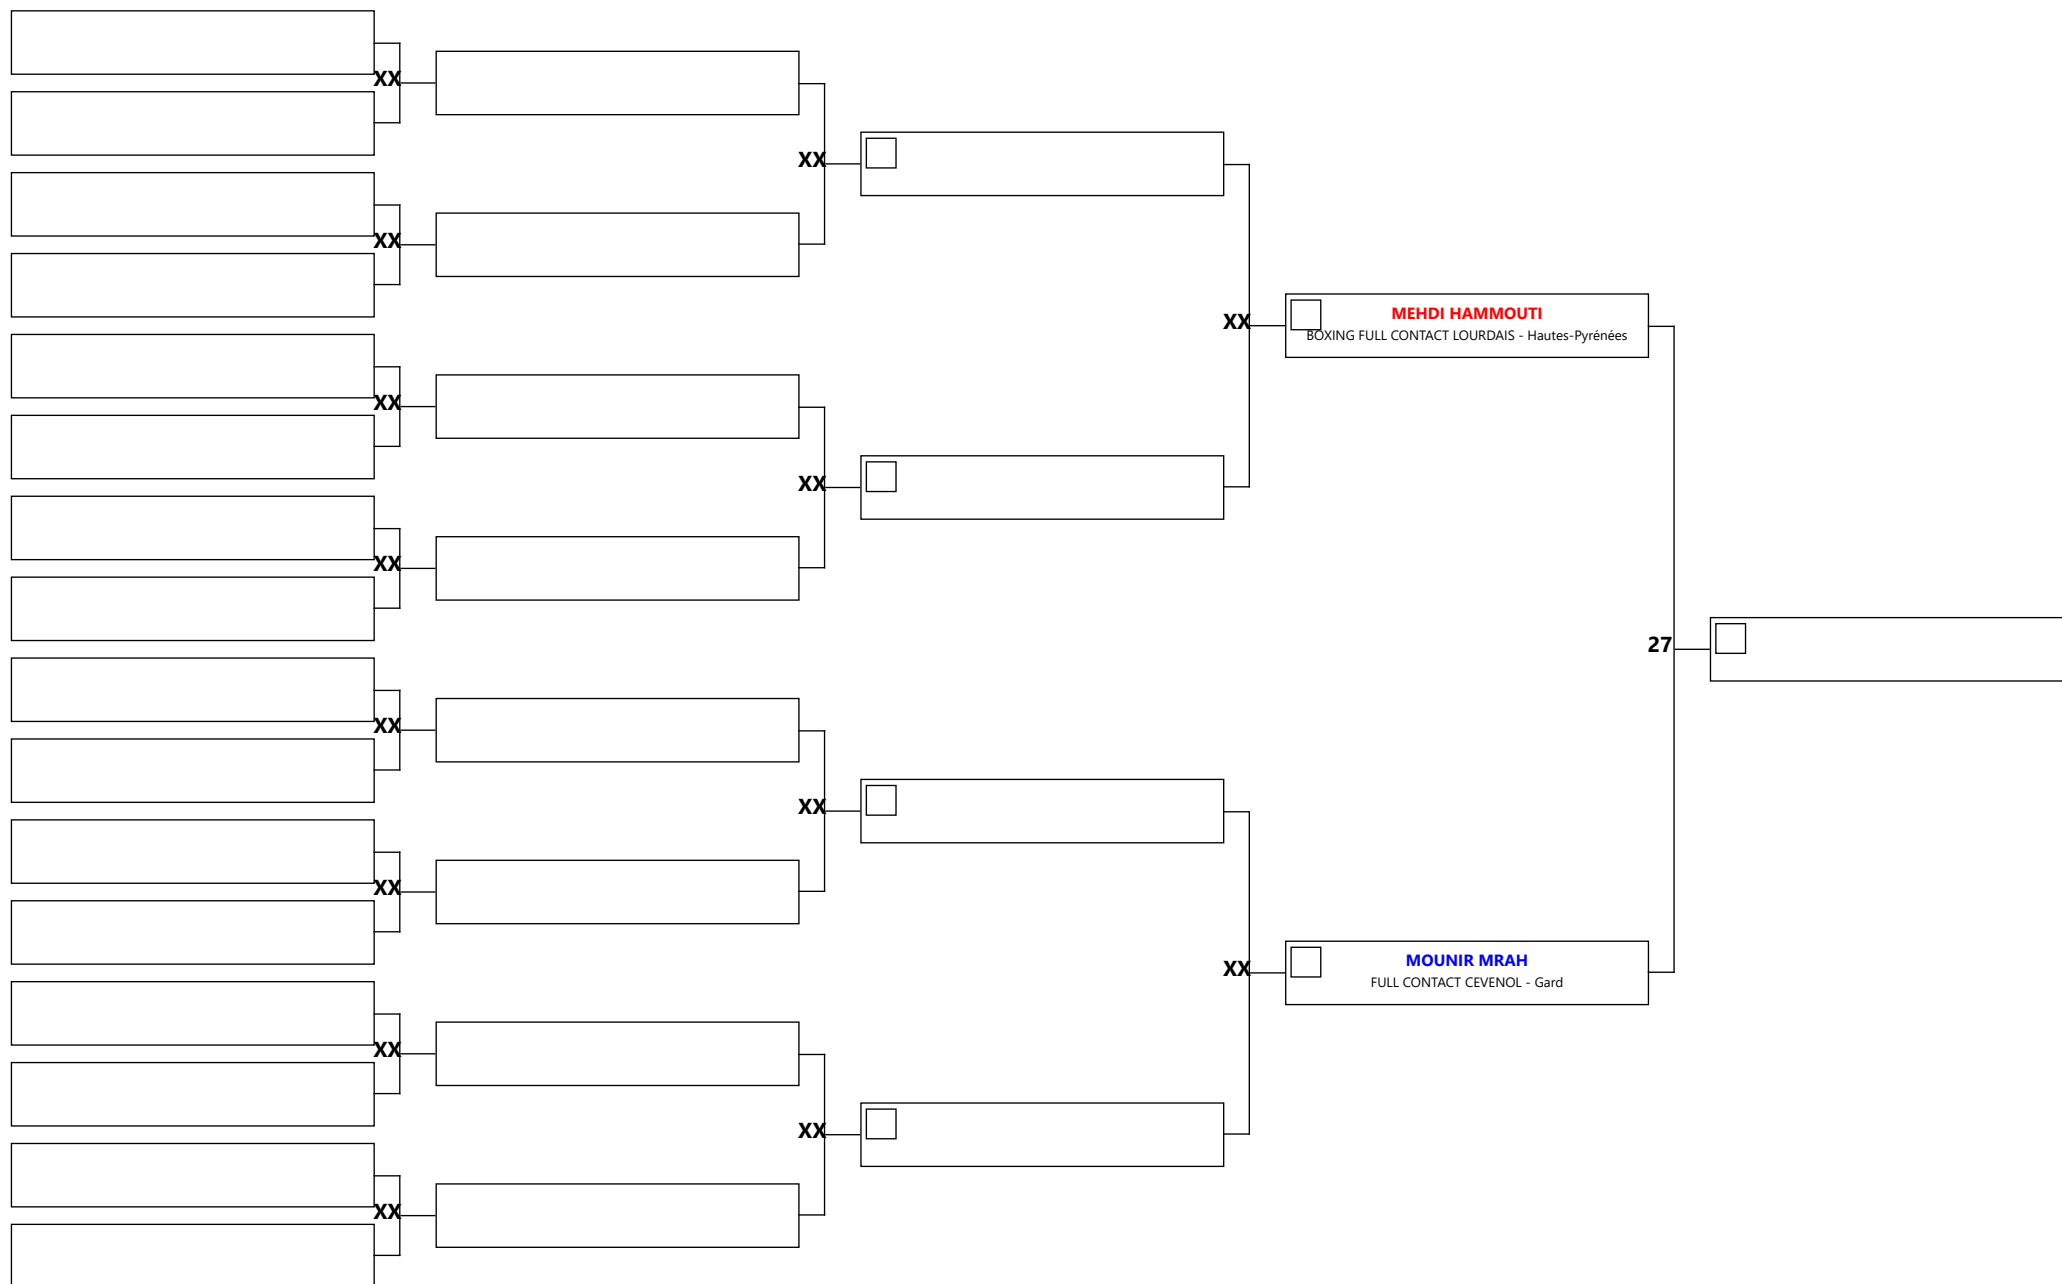 XX
XX
XX
XX
XX
XX
XX
XX
XX
XX
XX
XX
XX
MEHDI HAMMOUTI
BOXING FULL CONTACT LOURDAIS - Hautes-Pyrénées
XX
MOUNIR MRAH
FULL CONTACT CEVENOL - Gard
27